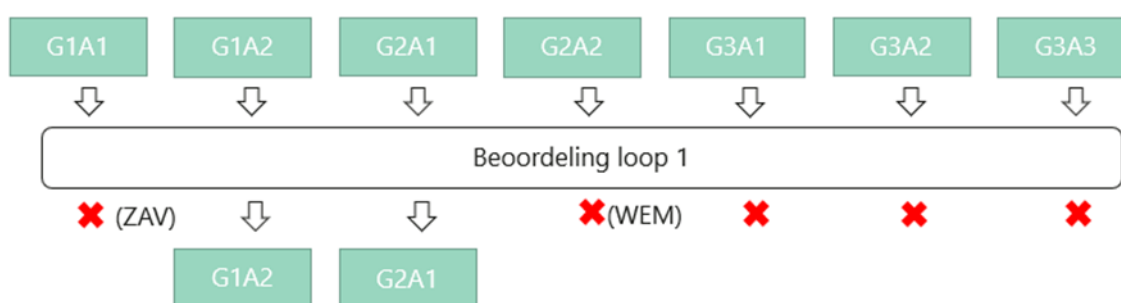 G1A1 G1A2 G2A1 G2A2 G3A1 G3A2 G3A3
Beoordeling loop 1
(ZAV) (WEM)
G1A2 G2A1